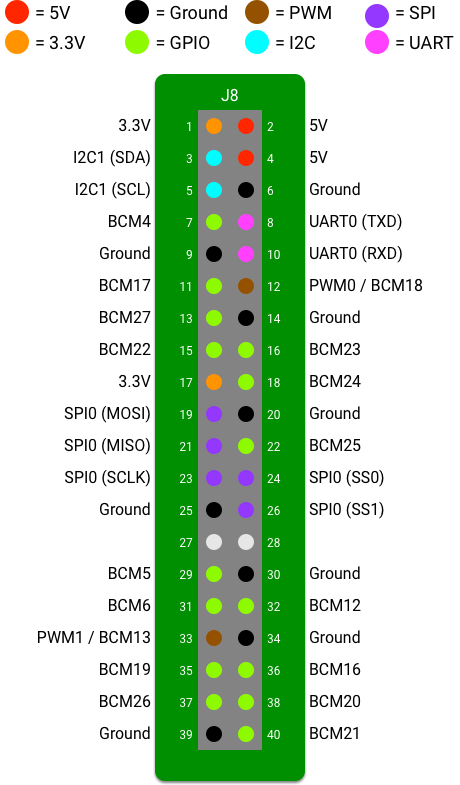 = 5V = Ground = PWM = SPI
= 3.3V = GPIO = I2C = UART
J8
3.3V 1 2 5V
I2C1 (SDA) 3 4 5V
I2C1 (SCL) 5 6 Ground
BCM4 7 8 UART0 (TXD)
Ground 9 10 UART0 (RXD)
BCM17 11 12 PWM0 / BCM18
BCM27 13 14 Ground
BCM22 15 16 BCM23
3.3V 17 18 BCM24
SPI0 (MOSI) 19 20 Ground
SPI0 (MISO) 21 22 BCM25
SPI0 (SCLK) 23 24 SPI0 (SS0)
Ground 25 26 SPI0 (SS1)
27 28
BCM5 29 30 Ground
BCM6 31 32 BCM12
PWM1 / BCM13 33 34 Ground
BCM19 35 36 BCM16
BCM26 37 38 BCM20
Ground 39 40 BCM21